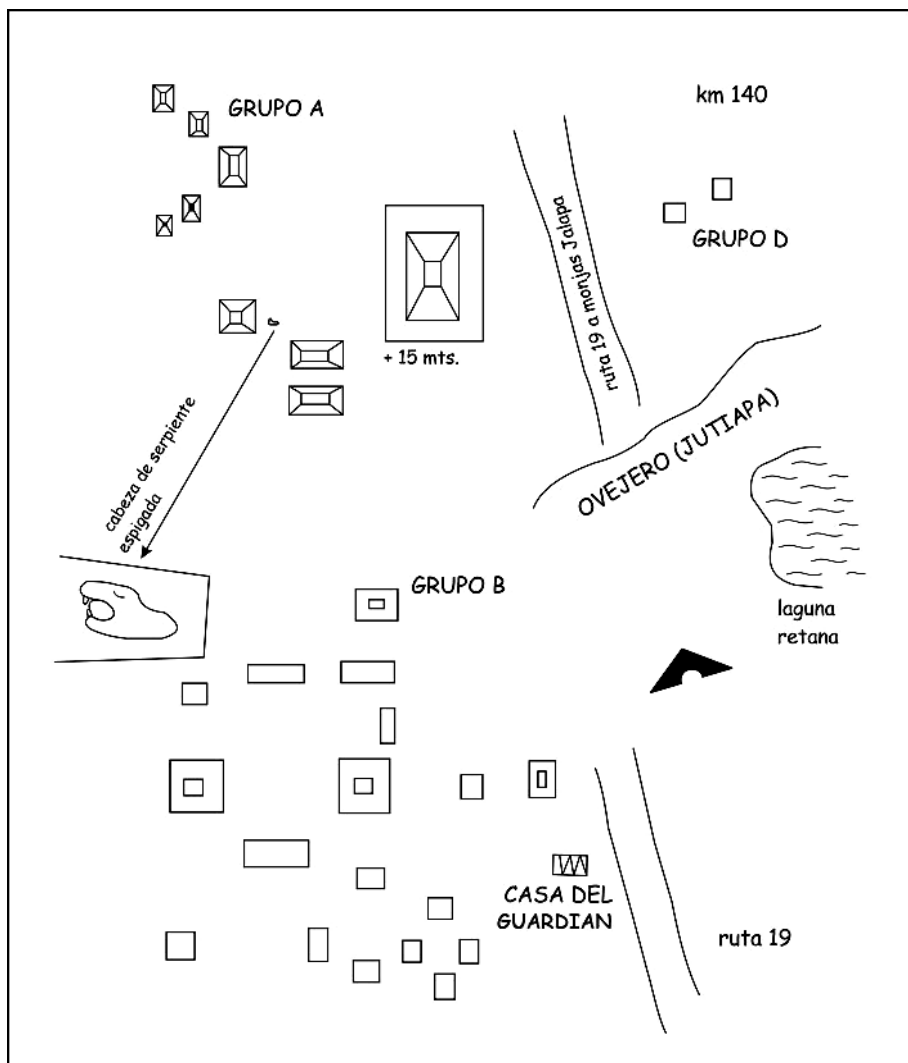 GRUPO A
km 140
GRUPO D
ruta 19 a monjas Jalapa
+ 15 mts.
OVEJERO (JUTIAPA)
cabeza de serpiente
espigada
GRUPO B
laguna
retana
CASA DEL
GUARDIAN
ruta 19